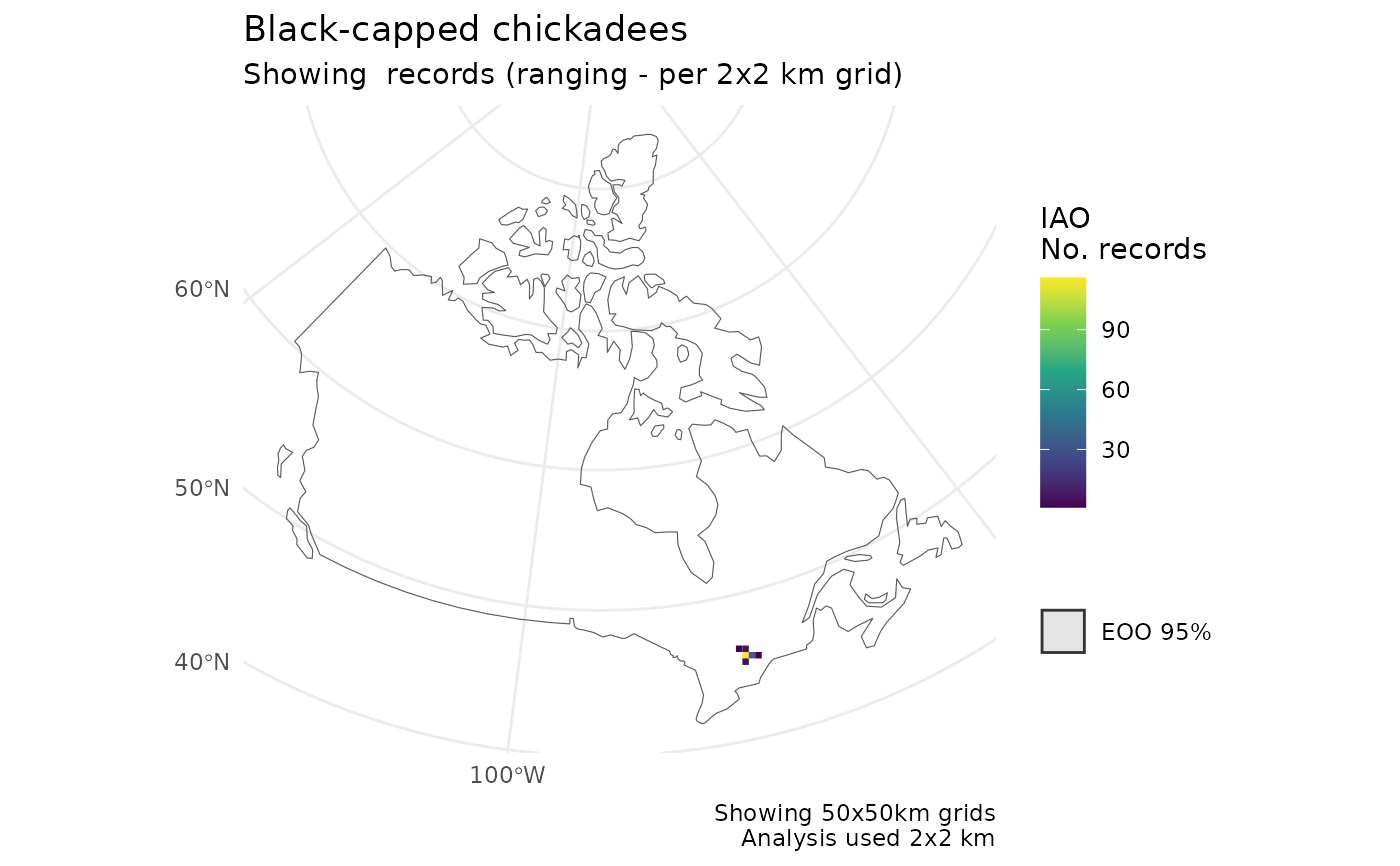 Black-capped chickadees
Showing  records (ranging - per 2x2 km grid)
60°N
50°N
40°N
100°W
IAO
No. records
90
60
30
EOO 95%
Showing 50x50km grids
Analysis used 2x2 km